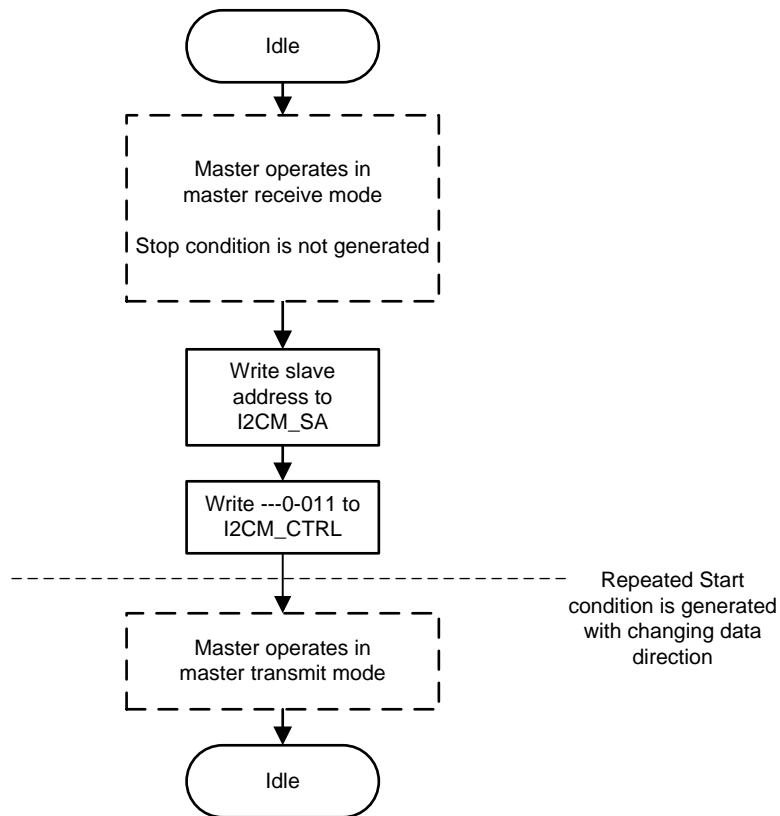 Idle
Master operates in
master receive mode
Stop condition is not generated
Write slave
address to
I2CM_SA
Write ---0-011 to
I2CM_CTRL
Repeated Start
condition is generated
with changing data
direction
Master operates in
master transmit mode
Idle